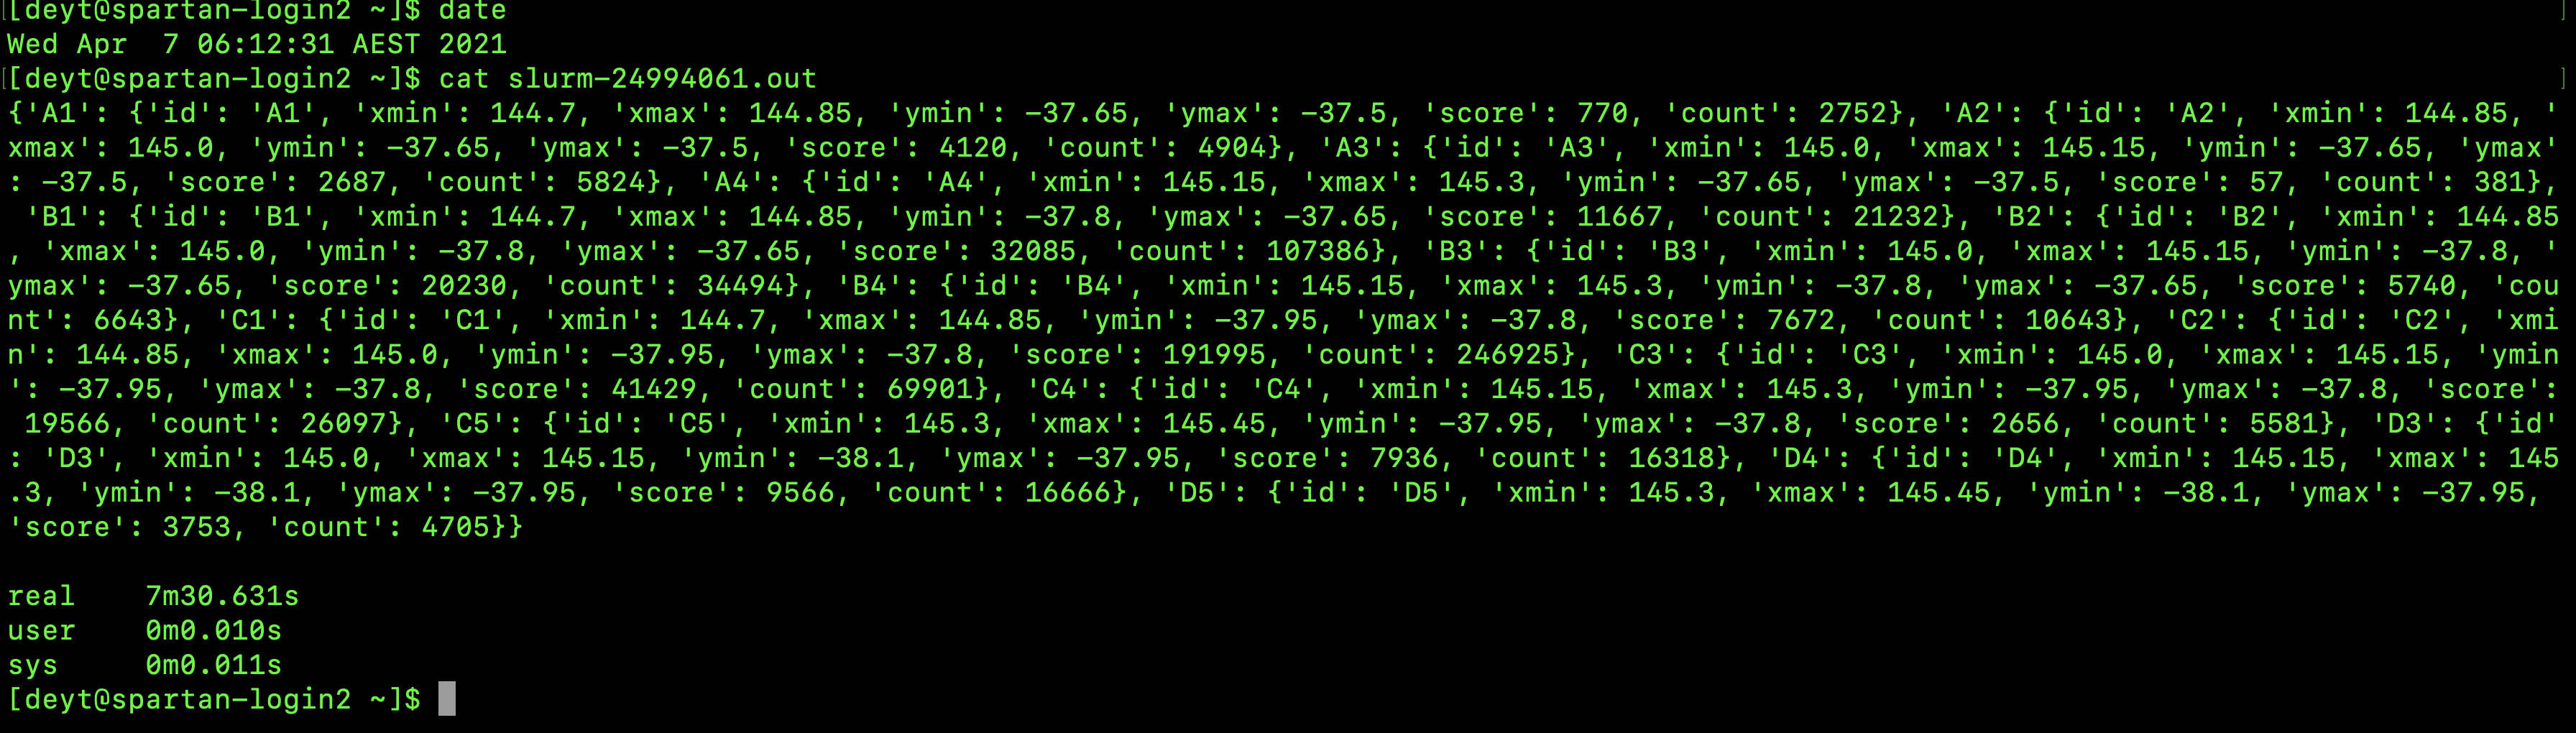 [deyt@spartan-login2 ~]$ date
Wed Apr  7 06:12:31 AEST 2021
[deyt@spartan-login2 ~]$ cat slurm-24994061.out
{'A1': {'id': 'A1', 'xmin': 144.7, 'xmax': 144.85, 'ymin': -37.65, 'ymax': -37.5, 'score': 770, 'count': 2752}, 'A2': {'id': 'A2', 'xmin': 144.85, '
xmax': 145.0, 'ymin': -37.65, 'ymax': -37.5, 'score': 4120, 'count': 4904}, 'A3': {'id': 'A3', 'xmin': 145.0, 'xmax': 145.15, 'ymin': -37.65, 'ymax'
: -37.5, 'score': 2687, 'count': 5824}, 'A4': {'id': 'A4', 'xmin': 145.15, 'xmax': 145.3, 'ymin': -37.65, 'ymax': -37.5, 'score': 57, 'count': 381},
 'B1': {'id': 'B1', 'xmin': 144.7, 'xmax': 144.85, 'ymin': -37.8, 'ymax': -37.65, 'score': 11667, 'count': 21232}, 'B2': {'id': 'B2', 'xmin': 144.85
, 'xmax': 145.0, 'ymin': -37.8, 'ymax': -37.65, 'score': 32085, 'count': 107386}, 'B3': {'id': 'B3', 'xmin': 145.0, 'xmax': 145.15, 'ymin': -37.8, '
ymax': -37.65, 'score': 20230, 'count': 34494}, 'B4': {'id': 'B4', 'xmin': 145.15, 'xmax': 145.3, 'ymin': -37.8, 'ymax': -37.65, 'score': 5740, 'cou
nt': 6643}, 'C1': {'id': 'C1', 'xmin': 144.7, 'xmax': 144.85, 'ymin': -37.95, 'ymax': -37.8, 'score': 7672, 'count': 10643}, 'C2': {'id': 'C2', 'xmi
n': 144.85, 'xmax': 145.0, 'ymin': -37.95, 'ymax': -37.8, 'score': 191995, 'count': 246925}, 'C3': {'id': 'C3', 'xmin': 145.0, 'xmax': 145.15, 'ymin
': -37.95, 'ymax': -37.8, 'score': 41429, 'count': 69901}, 'C4': {'id': 'C4', 'xmin': 145.15, 'xmax': 145.3, 'ymin': -37.95, 'ymax': -37.8, 'score':
 19566, 'count': 26097}, 'C5': {'id': 'C5', 'xmin': 145.3, 'xmax': 145.45, 'ymin': -37.95, 'ymax': -37.8, 'score': 2656, 'count': 5581}, 'D3': {'id'
: 'D3', 'xmin': 145.0, 'xmax': 145.15, 'ymin': -38.1, 'ymax': -37.95, 'score': 7936, 'count': 16318}, 'D4': {'id': 'D4', 'xmin': 145.15, 'xmax': 145
.3, 'ymin': -38.1, 'ymax': -37.95, 'score': 9566, 'count': 16666}, 'D5': {'id': 'D5', 'xmin': 145.3, 'xmax': 145.45, 'ymin': -38.1, 'ymax': -37.95,
'score': 3753, 'count': 4705}}
real    7m30.631s
user    0m0.010s
sys     0m0.011s
[deyt@spartan-login2 ~]$